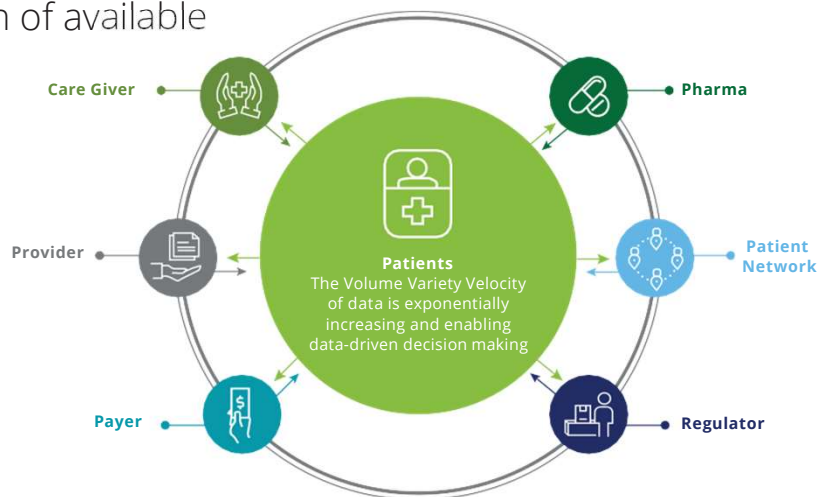 n of available
Care Giver
Pharma
Provider
Patients
The Volume Variety Velocity
of data is exponentially
increasing and enabling
data-driven decision making
Patient
Network
$
Payer
Regulator